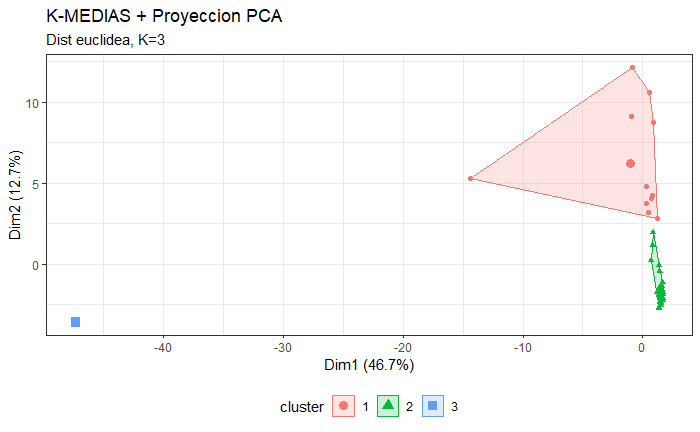 K-MEDIAS + Proyeccion PCA
Dist euclidea, K=3
10
5
0
Dim2 (12.7%)
-40 -30 -20 -10 0
Dim1 (46.7%)
cluster 1 2 3